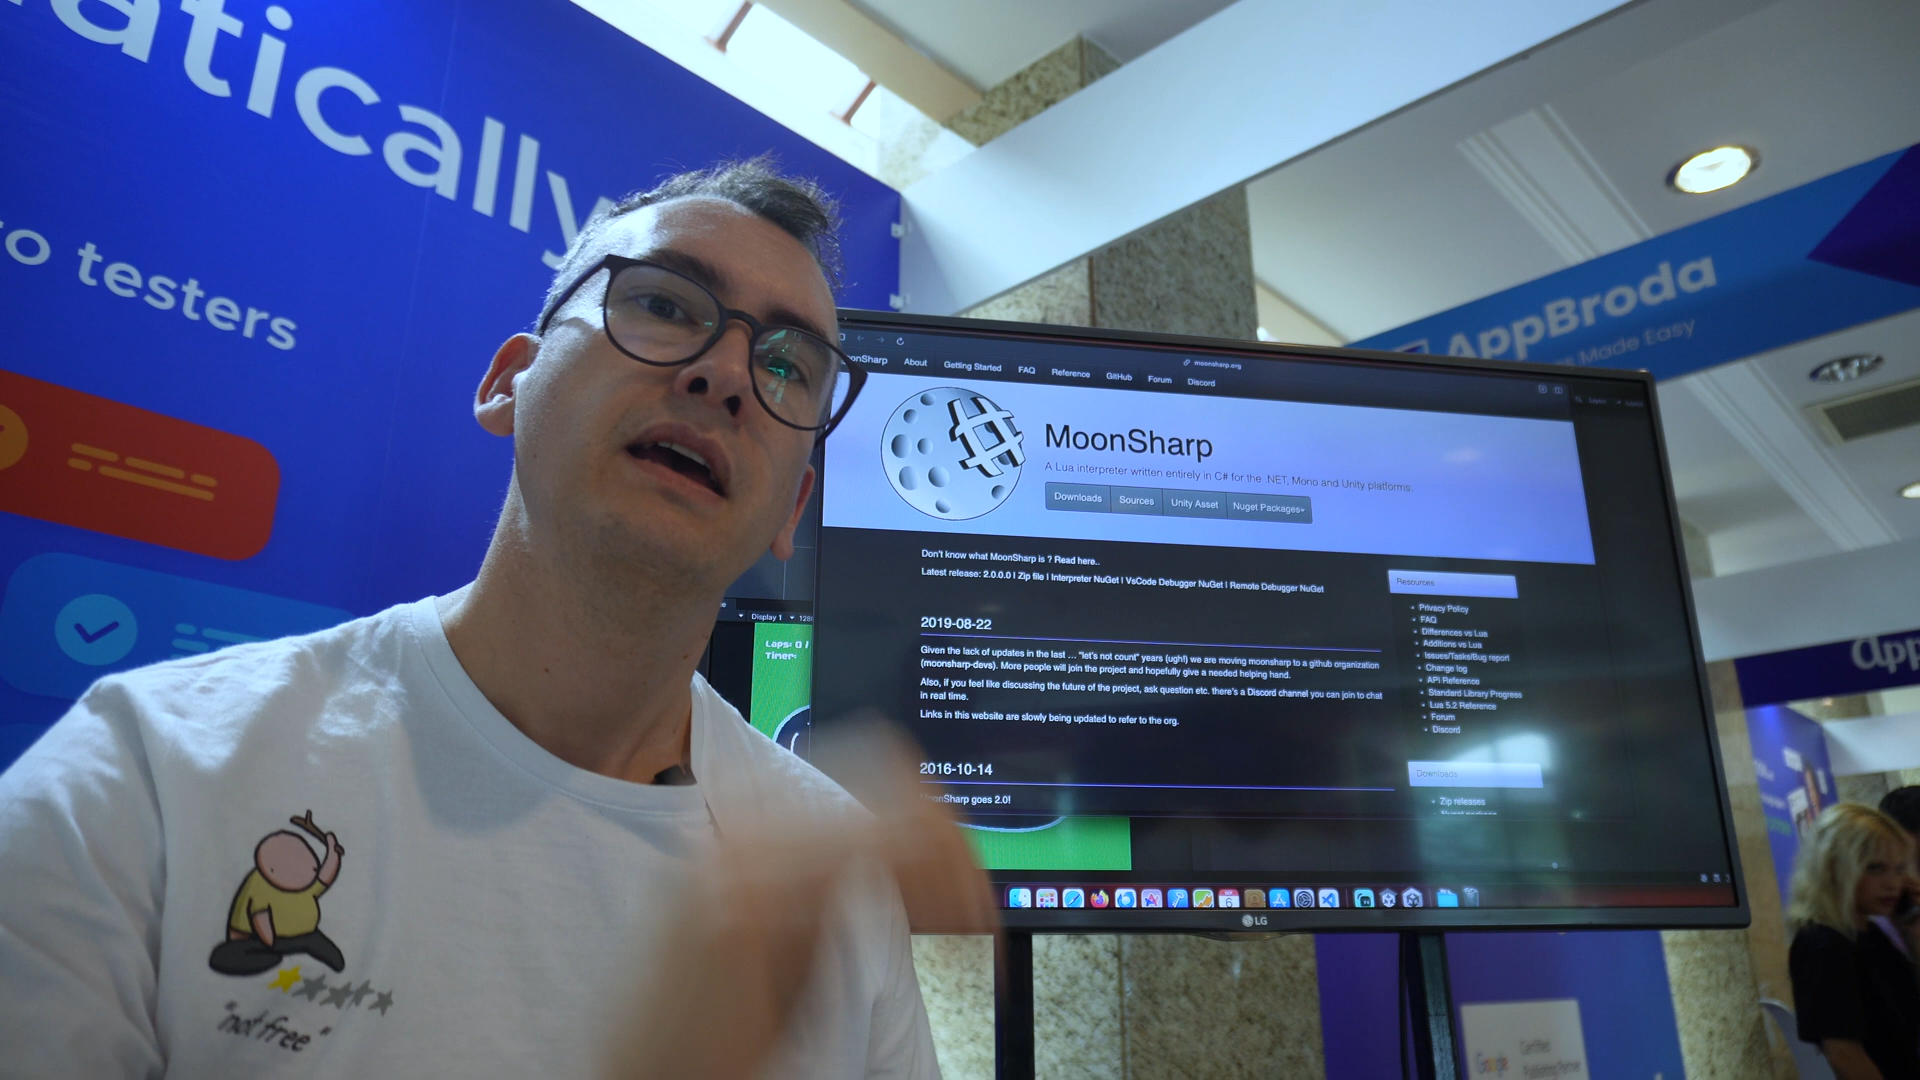 atically
o testers
AppBroda
s Made Easy
app
moonsharp.org
onSharp About Getting Started FAQ Reference GitHub Forum Discord
MoonSharp
A Lua interpreter written entirely in C# for the .NET, Mono and Unity platforms.
Downloads Sources Unity Asset Nuget Packages
Don't know what MoonSharp is ? Read here..
Latest release: 2.0.0.0 | Zip file | Interpreter NuGet | VsCode Debugger NuGet | Remote Debugger NuGet
2019-08-22
Given the lack of updates in the last ... "let's not count" years (ugh!) we are moving moonsharp to a github organization
(moonsharp-devs). More people will join the project and hopefully give a needed helping hand.
Also, if you feel like discussing the future of the project, ask question etc. there's a Discord channel you can join to chat
in real time.
Links in this website are slowly being updated to refer to the org.
2016-10-14
MoonSharp goes 2.0!
Resources
Privacy Policy
FAQ
Differences vs Lua
Additions vs Lua
Issues/Tasks/Bug report
Change log
API Reference
Standard Library Progress
Lua 5.2 Reference
Forum
Discord
Downloads
Zip releases
Display 1 128
Laps: 0 /
Timer:
6
LG
"not free"
Google
Certified
Publishing Partner